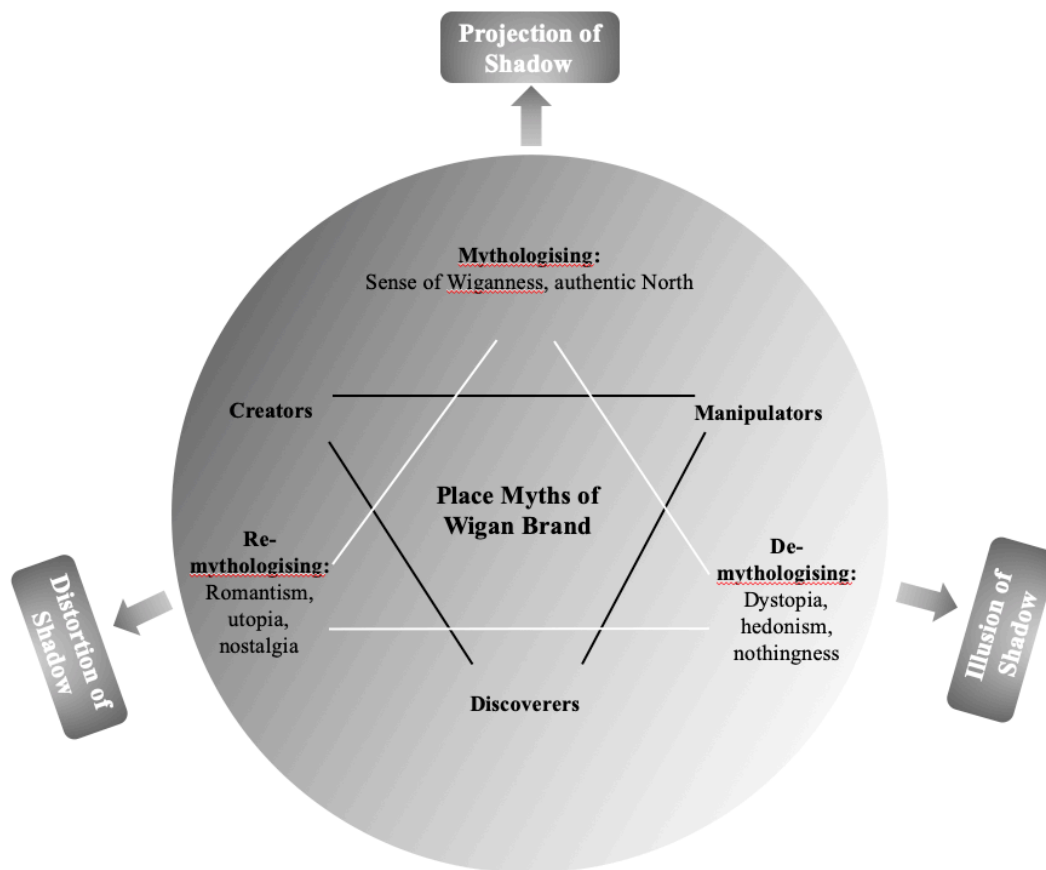 Projection of
Shadow
Mythologising:
Sense of Wiganness, authentic North
Creators
Manipulators
Place Myths of
Wigan Brand
Re-
mythologising:
Romantism,
utopia,
nostalgia
De-
mythologising:
Dystopia,
hedonism,
nothingness
Distortion of
Shadow
Illusion of
Shadow
Discoverers